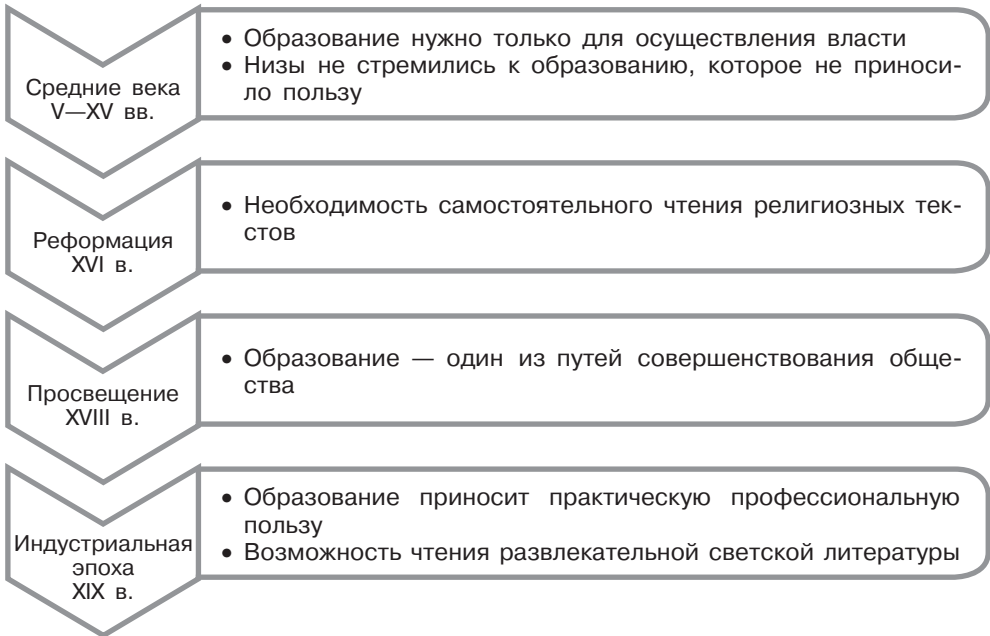 Средние века
V—XV вв.
• Образование нужно только для осуществления власти
• Низы не стремились к образованию, которое не приноси-
ло пользу
Реформация
XVI в.
• Необходимость самостоятельного чтения религиозных тек-
стов
Просвещение
XVIII в.
• Образование — один из путей совершенствования обще-
ства
Индустриальная
эпоха
XIX в.
• Образование приносит практическую профессиональную
пользу
• Возможность чтения развлекательной светской литературы